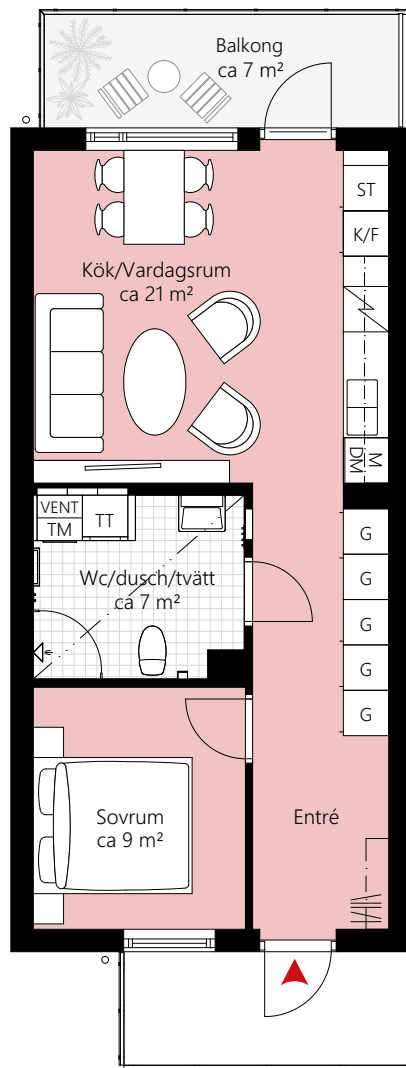 Balkong
ca 7 m²
ST
K/F
Kök/Vardagsrum
ca 21 m²
DM
M
VENT
TM
TT
G
Wc/dusch/tvätt
ca 7 m²
G
G
G
G
Sovrum
ca 9 m²
Entré